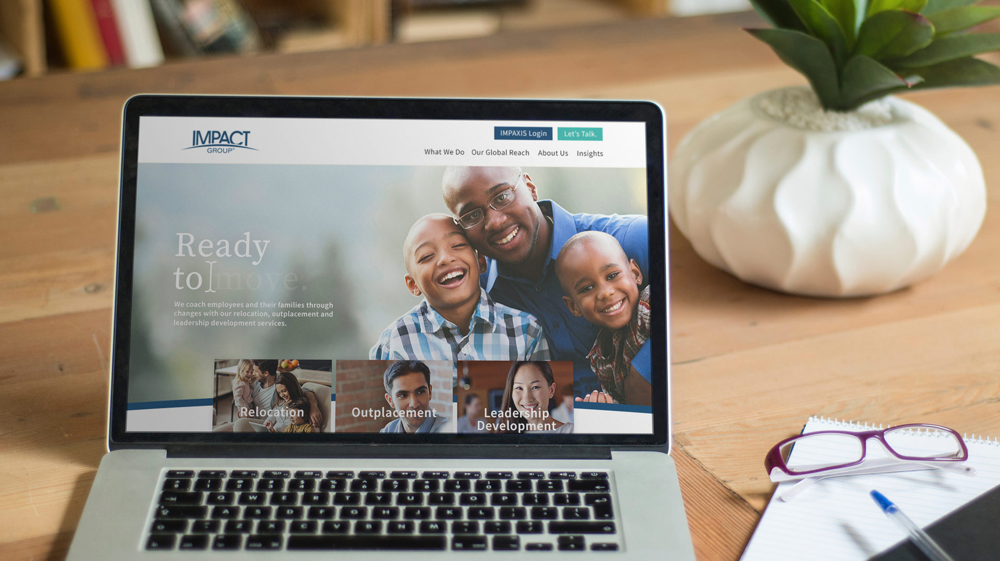 IMPACT
GROUP
IMPAXIS Login
Let's Talk.
What We Do
Our Global Reach
About Us
Insights
Ready
to move.
We coach employees and their families through
changes with our relocation, outplacement and
leadership development services.
Relocation
Outplacement
Leadership
Development
Q W E R T Y U I O P
A S D F G H J K L
Z X C V B N M